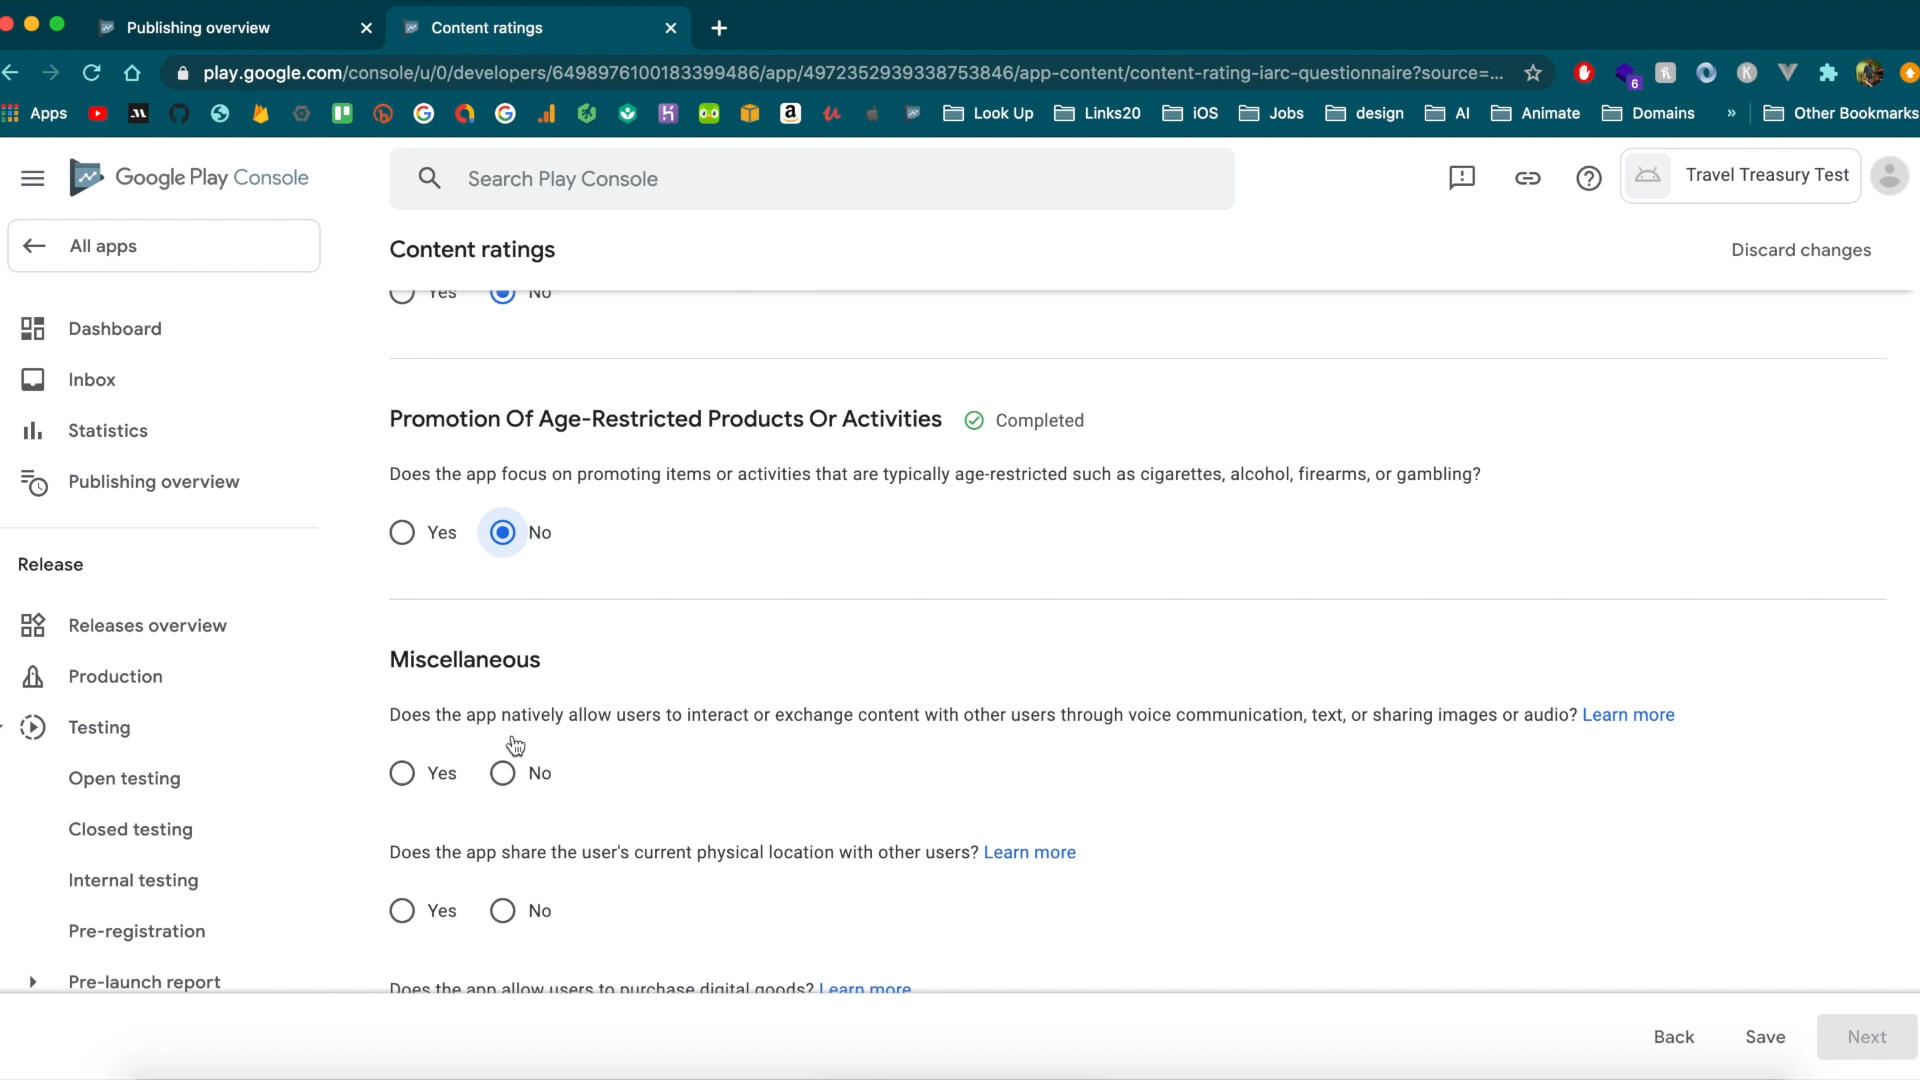 Publishing overview
Content ratings
play.google.com/console/u/0/developers/6498976100183399486/app/4972352939338753846/app-content/content-rating-iarc-questionnaire?source=...
6
Apps
Look Up
Links20
iOS
Jobs
design
AI
Animate
Domains
»
Other Bookmarks
Google Play Console
Search Play Console
Travel Treasury Test
All apps
Content ratings
Discard changes
Yes No
Dashboard
Inbox
Statistics
Publishing overview
Release
Releases overview
Production
Testing
Open testing
Closed testing
Internal testing
Pre-registration
Pre-launch report
Promotion Of Age-Restricted Products Or Activities Completed
Does the app focus on promoting items or activities that are typically age-restricted such as cigarettes, alcohol, firearms, or gambling?
Yes No
Miscellaneous
Does the app natively allow users to interact or exchange content with other users through voice communication, text, or sharing images or audio? Learn more
Yes No
Does the app share the user's current physical location with other users? Learn more
Yes No
Does the app allow users to purchase digital goods? Learn more
Back
Save
Next